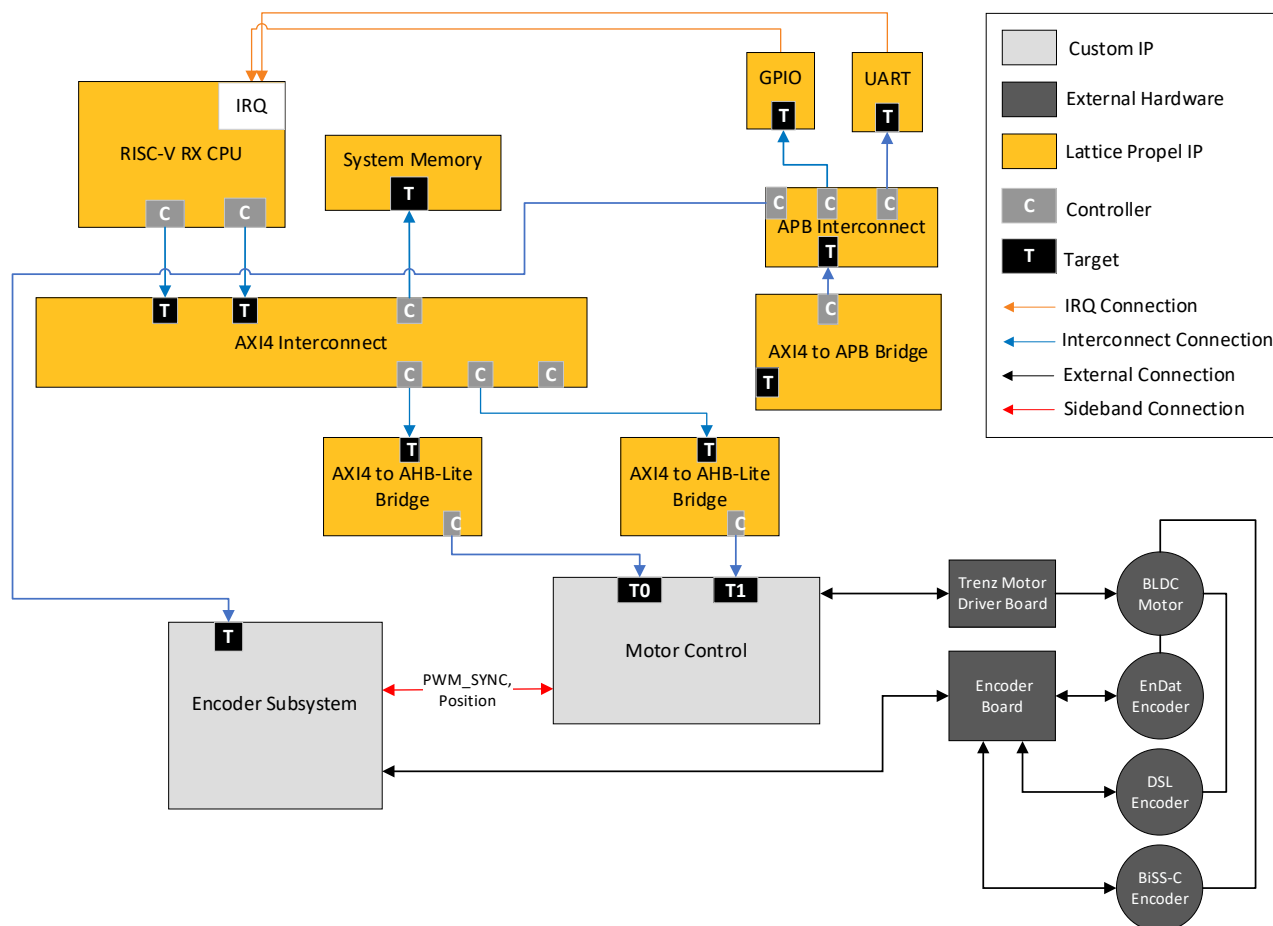 GPIO
T
UART
T
IRQ
RISC-V RX CPU
C
C
System Memory
T
C
C
C
APB Interconnect
T
T
T
C
AXI4 Interconnect
C
C
C
C
AXI4 to APB Bridge
T
T
AXI4 to AHB-Lite
Bridge
C
T
AXI4 to AHB-Lite
Bridge
C
T0
T1
Motor Control
T
Encoder Subsystem
PWM_SYNC,
Position
Trenz Motor
Driver Board
BLDC
Motor
Encoder
Board
EnDat
Encoder
DSL
Encoder
BiSS-C
Encoder
Custom IP
External Hardware
Lattice Propel IP
C
Controller
T
Target
IRQ Connection
Interconnect Connection
External Connection
Sideband Connection